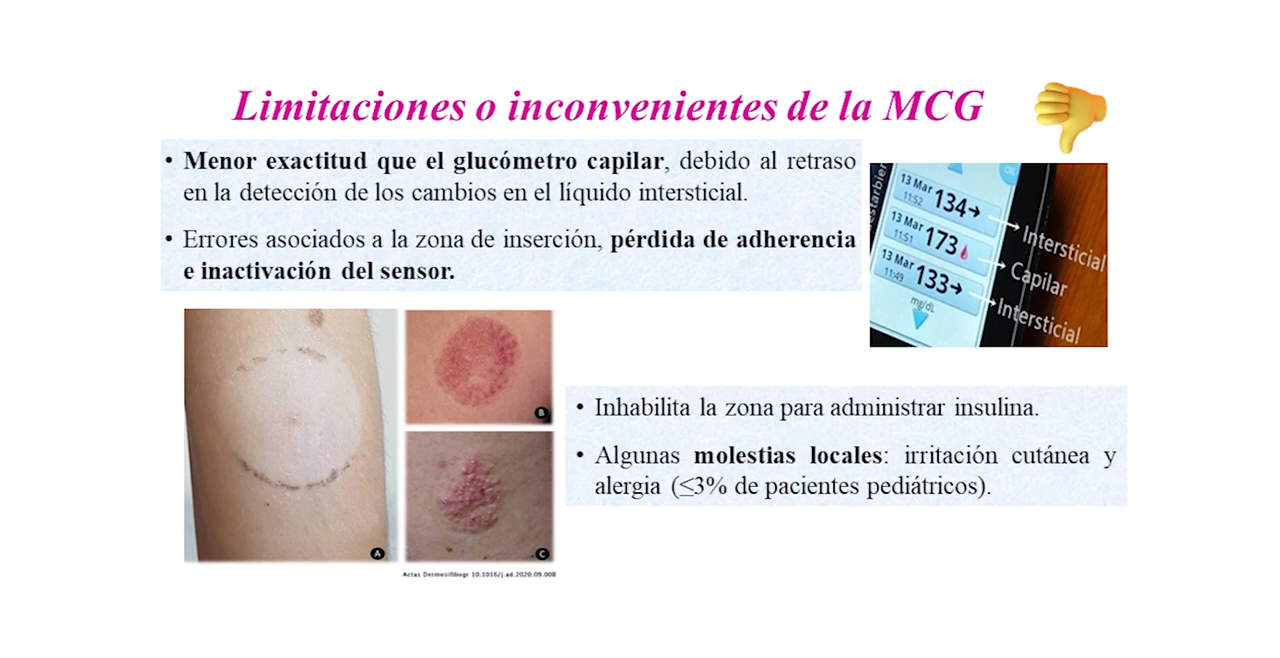 Limitaciones o inconvenientes de la MCG
• Menor exactitud que el glucómetro capilar, debido al retraso
en la detección de los cambios en el líquido intersticial.
• Errores asociados a la zona de inserción, pérdida de adherencia
e inactivación del sensor.
13 Mar
11:52
134→
Intersticial
13 Mar
11:51
173
Capilar
13 Mar
11:49
133→
Intersticial
mg/dL
Ok
A
B
C
Actas Dermosifiliogr 10.1016/j.ad.2020.09.008
• Inhabilita la zona para administrar insulina.
• Algunas molestias locales: irritación cutánea y
alergia (≤3% de pacientes pediátricos).